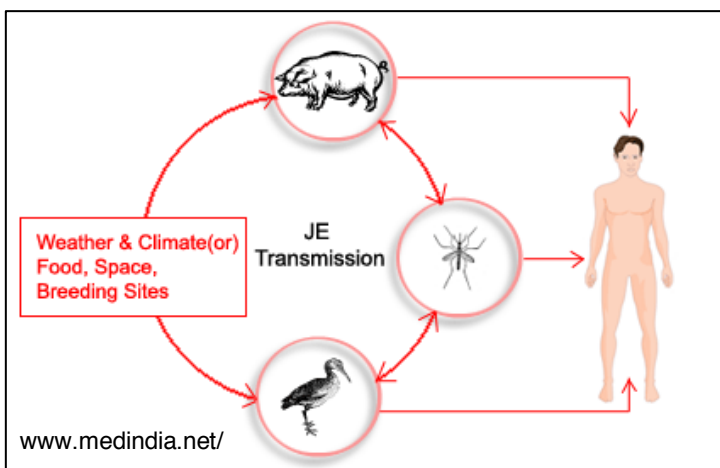 JE
Transmission
Weather & Climate(or)
Food, Space,
Breeding Sites
www.medindia.net/